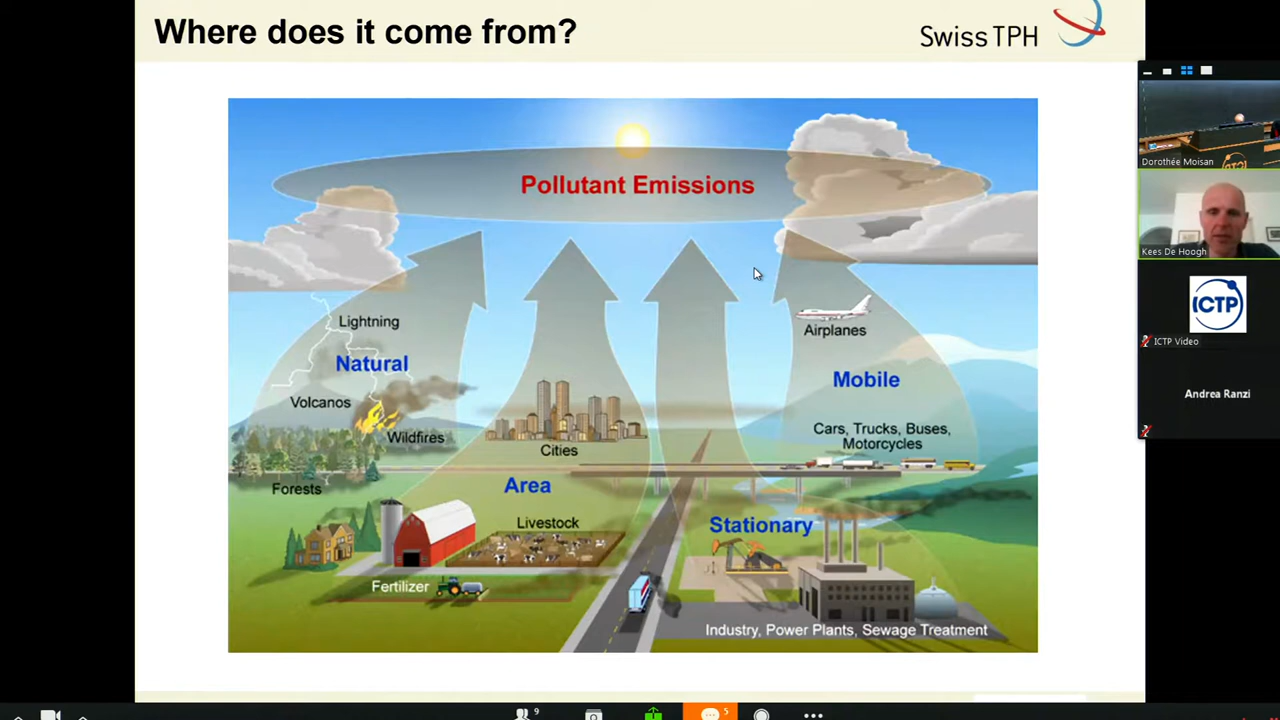 Where does it come from?
Swiss TPH
Pollutant Emissions
Lightning
Natural
Volcanos
Wildfires
Forests
Cities
Area
Livestock
Fertilizer
Airplanes
Mobile
Cars, Trucks, Buses,
Motorcycles
Stationary
Industry, Power Plants, Sewage Treatment
Dorothée Moisan
Kees De Hoogh
ICTP
ICTP Video
Andrea Ranzi
9
5